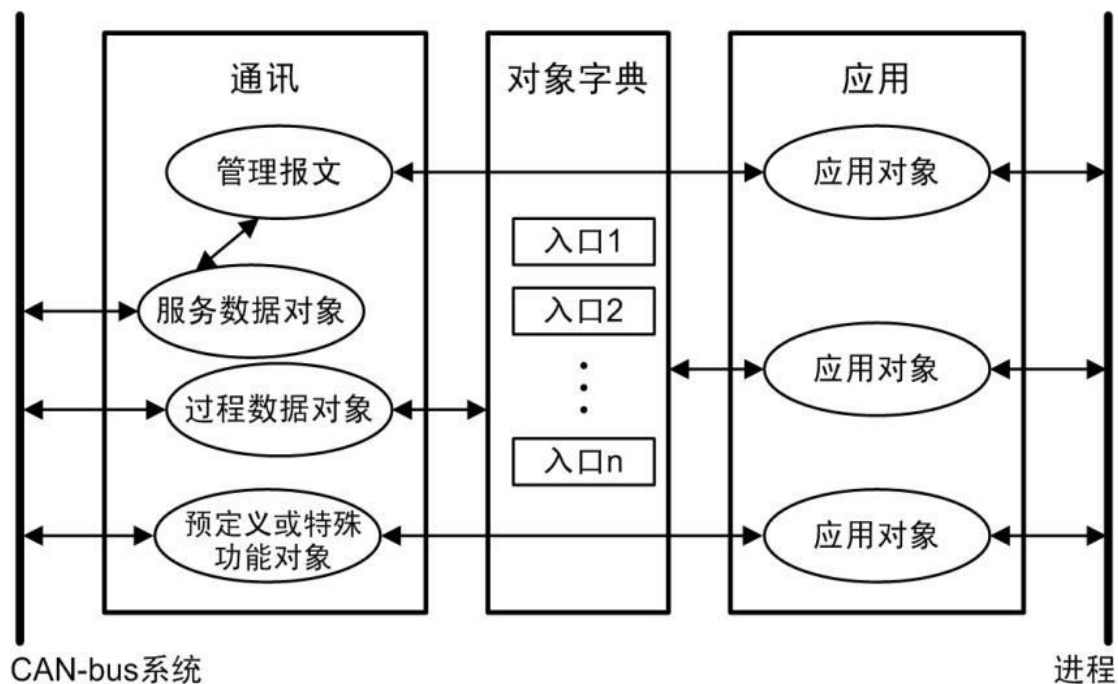 通讯
对象字典
应用
管理报文
应用对象
入口1
服务数据对象
入口2
应用对象
过程数据对象
入口n
预定义或特殊
功能对象
应用对象
CAN-bus系统
进程